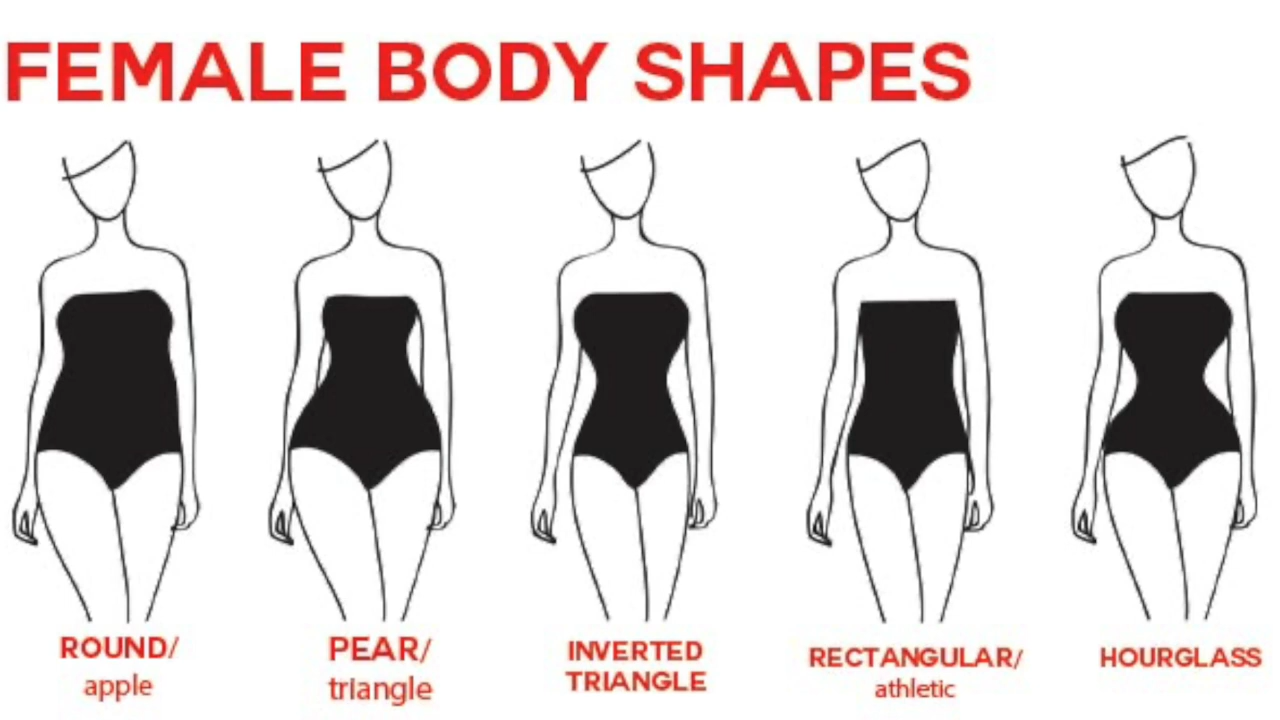 FEMALE BODY SHAPES
ROUND/
apple
PEAR/
triangle
INVERTED
TRIANGLE
RECTANGULAR/
athletic
HOURGLASS